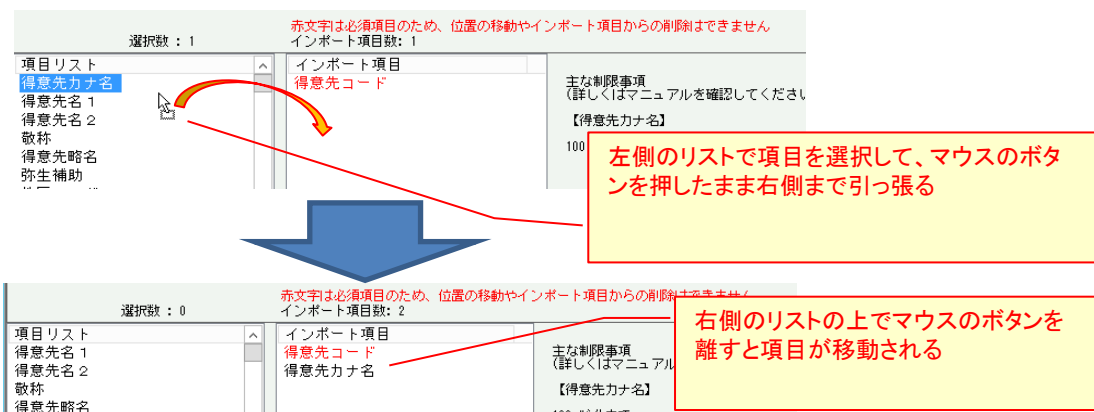 赤文字は必須項目のため、位置の移動やインポート項目からの削除はできません
選択数 : 1
インポート項目数: 1
項目リスト
インポート項目
得意先カナ名
得意先コード
得意先名1
得意先名2
敬称
得意先略名
弥生補助
主な制限事項
(詳しくはマニュアルを確認してくださ
【得意先カナ名】
100
左側のリストで項目を選択して、マウスのボタ
ンを押したまま右側まで引っ張る
赤文字は必須項目のため、位置の移動やインポート項目からの削除はできません
選択数 : 0
インポート項目数: 2
項目リスト
インポート項目
得意先名1
得意先コード
得意先名2
得意先カナ名
敬称
得意先略名
主な制限事項
(詳しくはマニュアル
【得意先カナ名】
右側のリストの上でマウスのボタンを
離すと項目が移動される